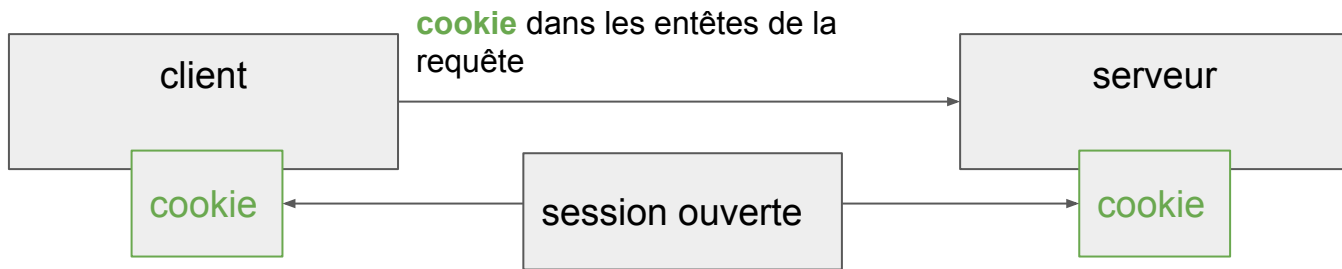 cookie dans les entêtes de la
requête
client
serveur
cookie
session ouverte
cookie